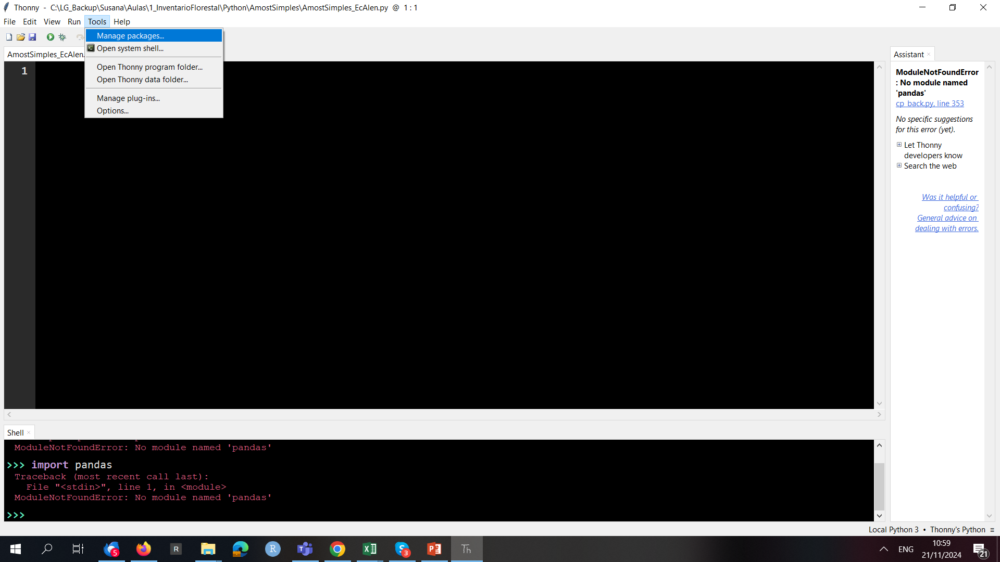 Thonny - C:\LG_Backup\Susana\Aulas\1_InventarioFlorestal\Python\AmostSimples\AmostSimples_EcAlen.py @ 1 : 1
File Edit View Run Tools Help
Manage packages...
Open system shell...
Open Thonny program folder...
Open Thonny data folder...
Manage plug-ins...
Options...
AmostSimples_EcAlen.
1
Assistant ×
ModuleNotFoundError
: No module named
'pandas'
cp_back.py, line 353
No specific suggestions
for this error (yet).
Let Thonny
developers know
Search the web
Was it helpful or
confusing?
General advice on
dealing with errors.
Shell ×
ModuleNotFoundError: No module named 'pandas'
>>> import pandas
Traceback (most recent call last):
File "<stdin>", line 1, in <module>
ModuleNotFoundError: No module named 'pandas'
>>>
Local Python 3 • Thonny's Python ≡
5
R
R
T
X
S
3
P
Th
ENG
10:59
21/11/2024
21